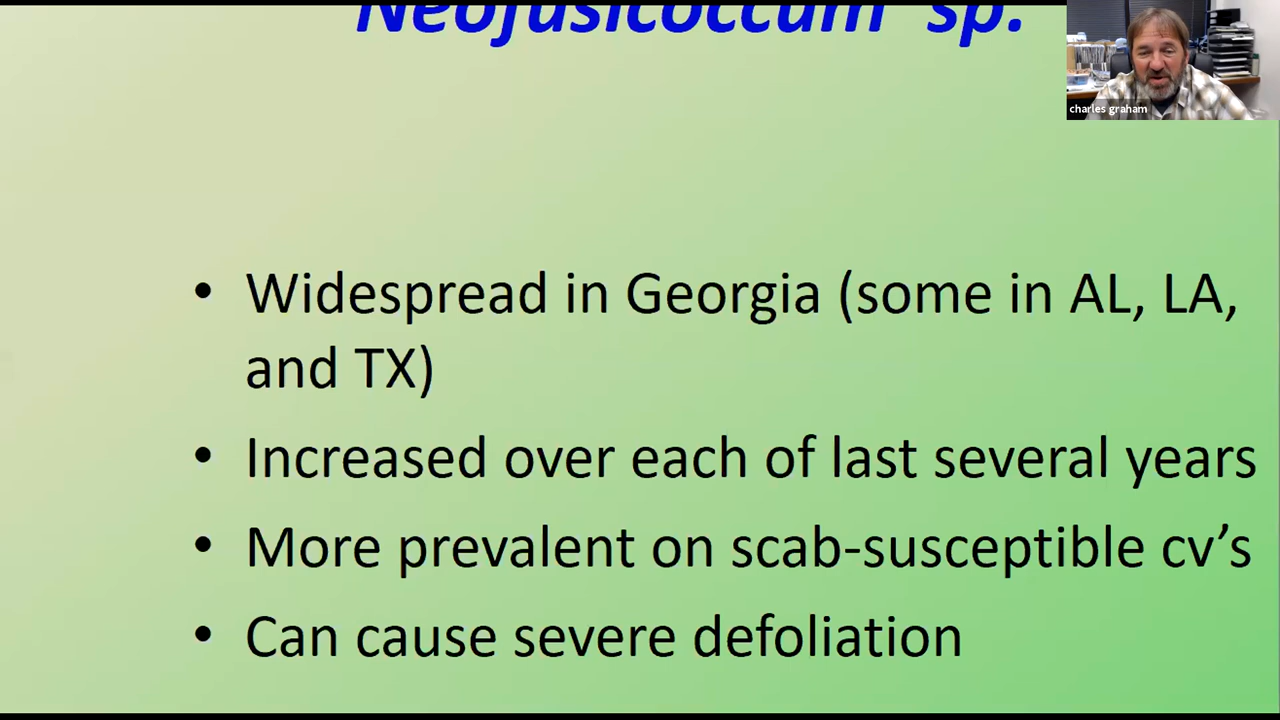 Neofusicoccum sp.
charles graham
• Widespread in Georgia (some in AL, LA,
and TX)
• Increased over each of last several years
• More prevalent on scab-susceptible cv’s
• Can cause severe defoliation